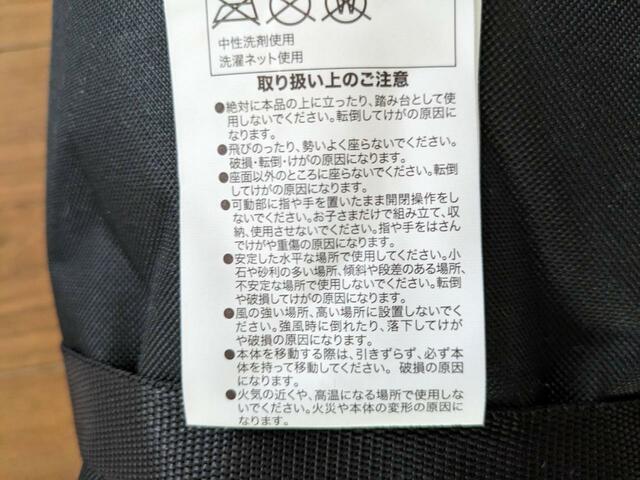 中性洗剤使用
洗濯ネット使用
取り扱い上のご注意
●絶対に本品の上に立ったり、踏み台として使
用しないでください。転倒してけがの原因に
なります。
●飛びのったり、勢いよく座らないでください。
破損・転倒・けがの原因になります。
●座面以外のところに座らないでください。転倒
してけがの原因になります。
●可動部に指や手を置いたまま開閉操作をし
ないでください。お子さまだけで組み立て、収
納、使用させないでください。指や手をはさん
でけがや重傷の原因になります。
●安定した水平な場所で使用してください。小
石や砂利の多い場所、傾斜や段差のある場所、
不安定な場所で使用しないでください。転倒
や破損してけがの原因になります。
●風の強い場所、高い場所に設置しないでく
ださい。強風時に倒れたり、落下してけが
や破損の原因になります。
●本体を移動する際は、引きずらず、必ず本
体を持って移動してください。破損の原因
になります。
●火気の近くや、高温になる場所で使用しな
いでください。火災や本体の変形の原因に
なります。